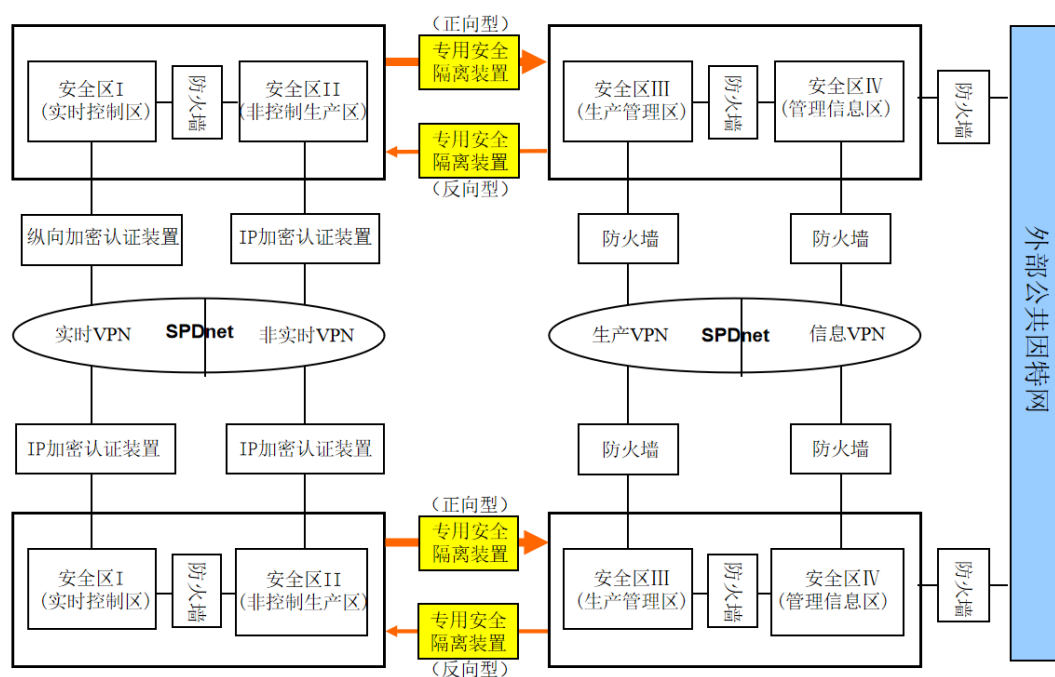 （正向型）
专用安全
隔离装置
安全区I
(实时控制区)
防火墙
安全区II
(非控制生产区)
安全区III
(生产管理区)
防火墙
安全区IV
(管理信息区)
防火墙
专用安全
隔离装置
（反向型）
纵向加密认证装置
IP加密认证装置
防火墙
防火墙
外部公共因特网
实时VPN
SPDnet
非实时VPN
生产VPN
SPDnet
信息VPN
IP加密认证装置
IP加密认证装置
防火墙
防火墙
（正向型）
专用安全
隔离装置
安全区I
(实时控制区)
防火墙
安全区II
(非控制生产区)
安全区III
(生产管理区)
防火墙
安全区IV
(管理信息区)
防火墙
专用安全
隔离装置
（反向型）